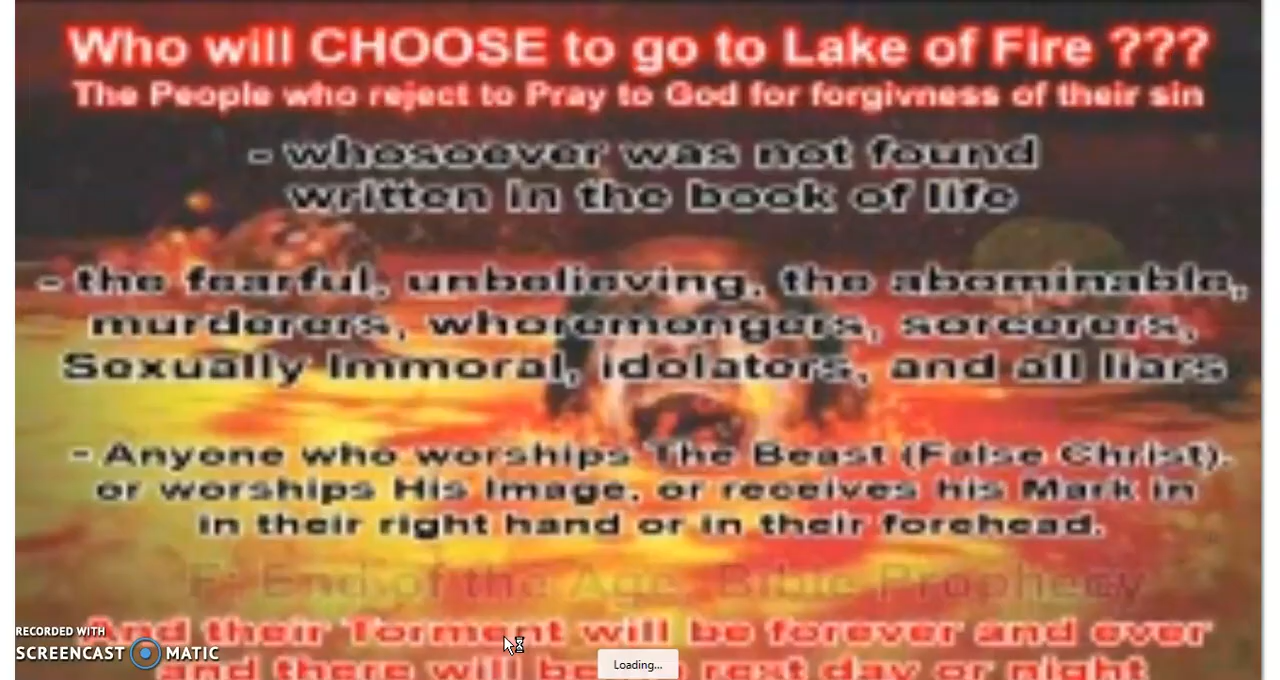 Who will CHOOSE to go to Lake of Fire ???
The People who reject to Pray to God for forgivness of their sin
- whosoever was not found
written in the book of life
- the fearful, unbelieving, the abominable,
murderers, whoremongers, sorcerers,
Sexually Immoral, idolaters, and all liars
- Anyone who worships The Beast (False Christ).
or worships His Image, or receives his Mark in
in their right hand or in their forehead.
F: End of the Age, Bible Prophecy
And their Torment will be forever and ever
and there will be rest day or night
RECORDED WITH
SCREENCAST MATIC
Loading...